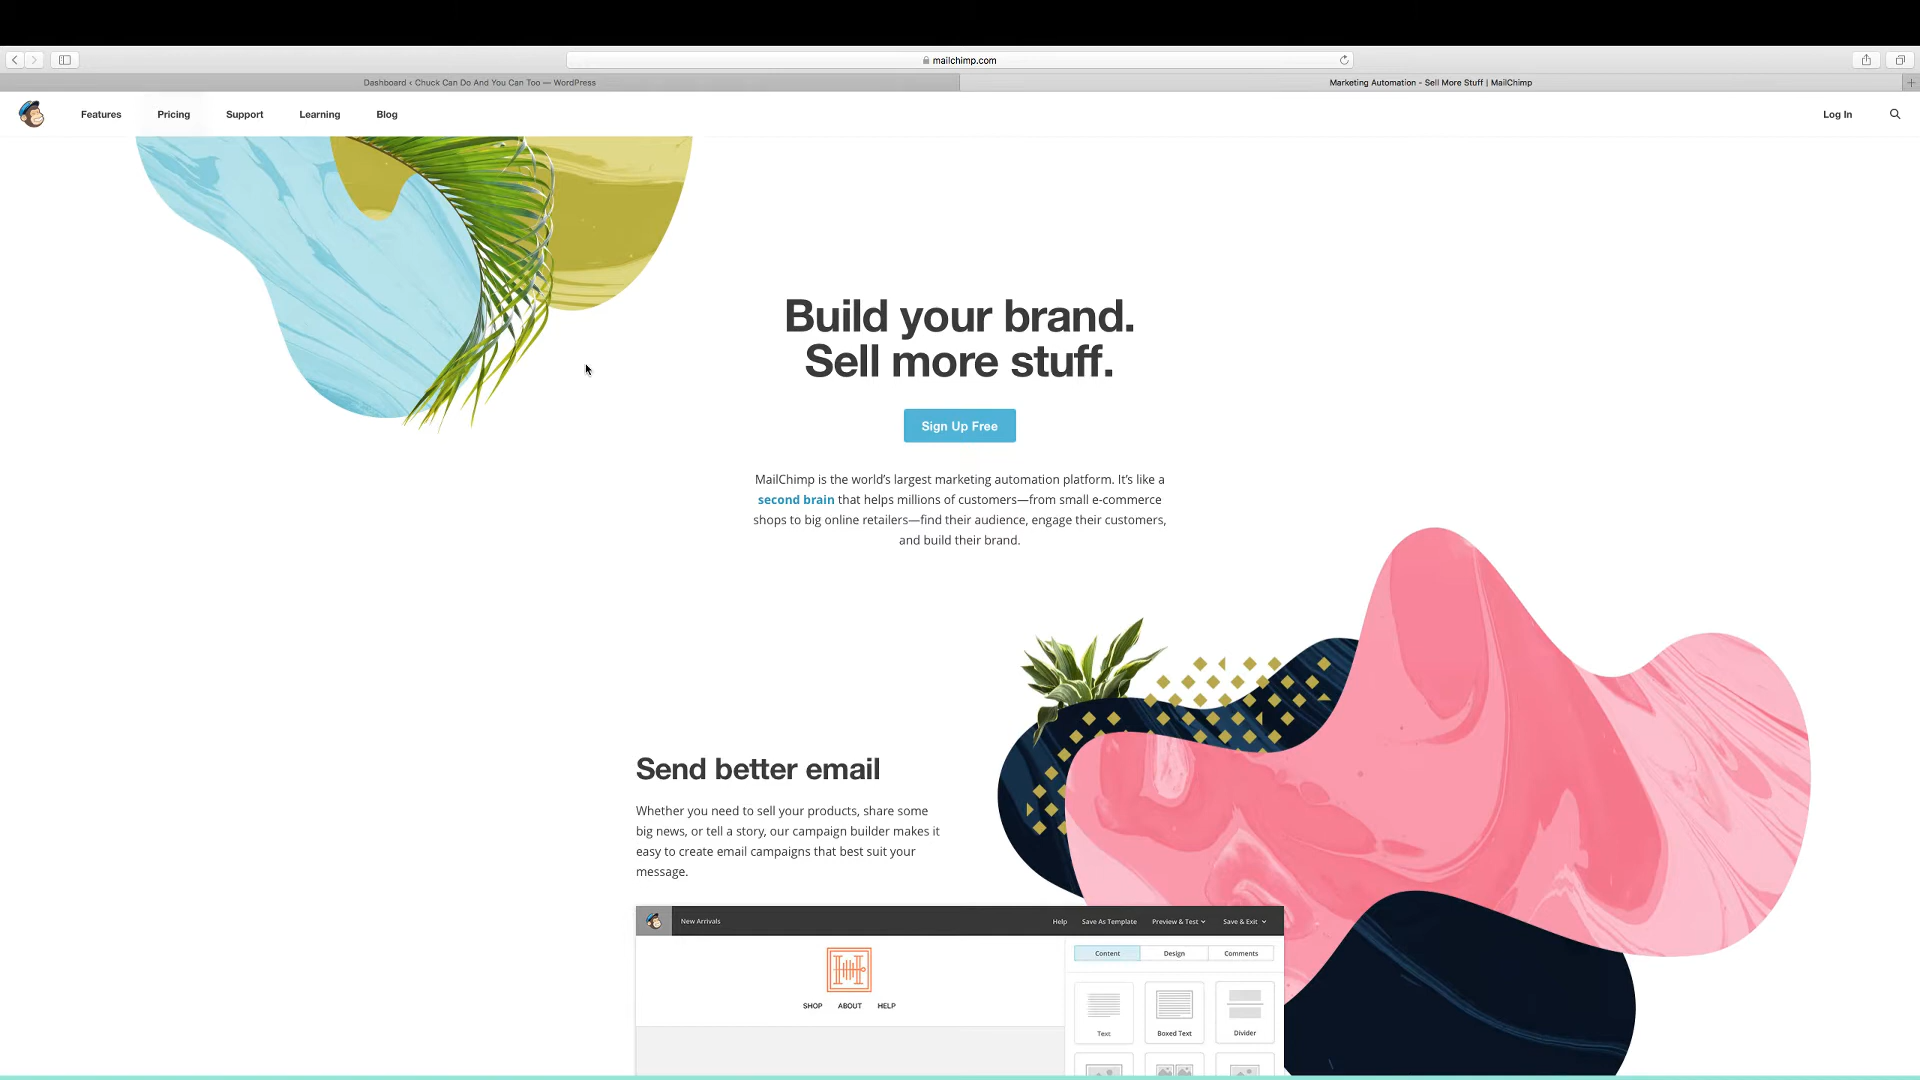 mailchimp.com
Dashboard ‹ Chuck Can Do And You Can Too — WordPress
Marketing Automation - Sell More Stuff | MailChimp
Features
Pricing
Support
Learning
Blog
Log In
Build your brand.
Sell more stuff.
Sign Up Free
MailChimp is the world’s largest marketing automation platform. It’s like a
second brain that helps millions of customers—from small e-commerce
shops to big online retailers—find their audience, engage their customers,
and build their brand.
Send better email
Whether you need to sell your products, share some
big news, or tell a story, our campaign builder makes it
easy to create email campaigns that best suit your
message.
New Arrivals
Help
Save As Template
Preview & Test
Save & Exit
Content
Design
Comments
SHOP
ABOUT
HELP
Text
Boxed Text
Divider